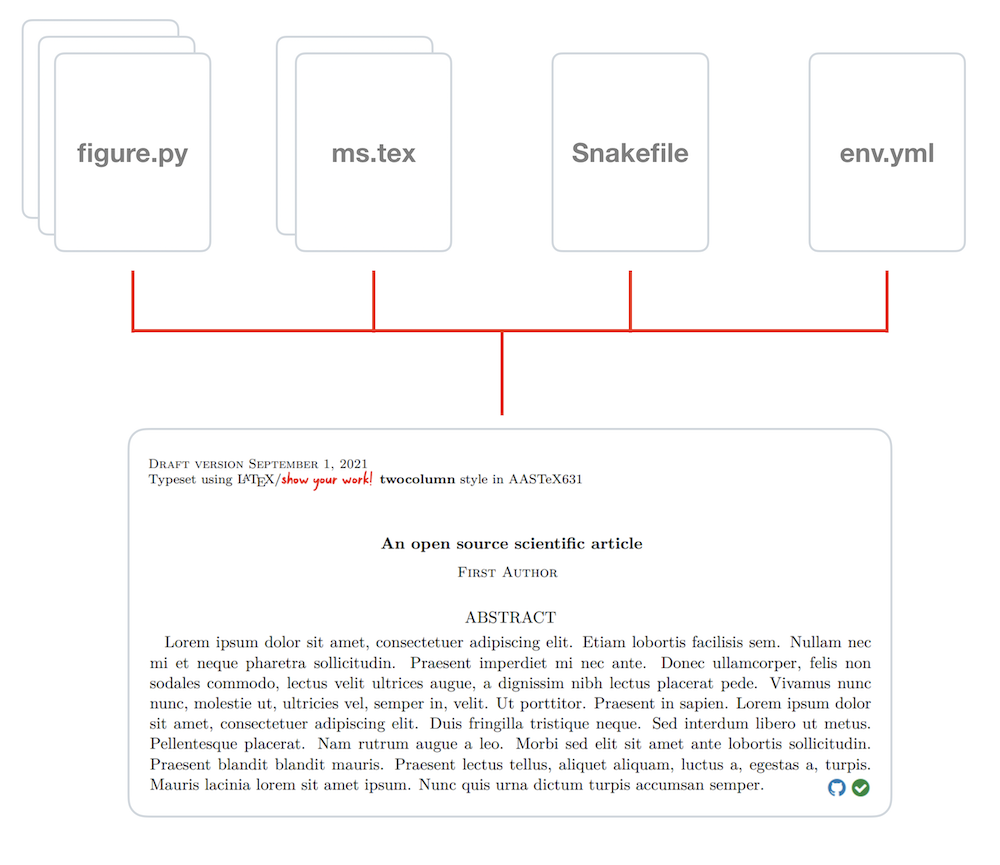 figure.py
ms.tex
Snakefile
env.yml
Draft version September 1, 2021
Typeset using LATEX/show your work! twocolumn style in AASTeX631
An open source scientific article
First Author
ABSTRACT
Lorem ipsum dolor sit amet, consectetuer adipiscing elit. Etiam lobortis facilisis sem. Nullam nec
mi et neque pharetra sollicitudin. Praesent imperdiet mi nec ante. Donec ullamcorper, felis non
sodales commodo, lectus velit ultrices augue, a dignissim nibh lectus placerat pede. Vivamus nunc
nunc, molestie ut, ultricies vel, semper in, velit. Ut porttitor. Praesent in sapien. Lorem ipsum dolor
sit amet, consectetuer adipiscing elit. Duis fringilla tristique neque. Sed interdum libero ut metus.
Pellentesque placerat. Nam rutrum augue a leo. Morbi sed elit sit amet ante lobortis sollicitudin.
Praesent blandit blandit mauris. Praesent lectus tellus, aliquet aliquam, luctus a, egestas a, turpis.
Mauris lacinia lorem sit amet ipsum. Nunc quis urna dictum turpis accumsan semper.